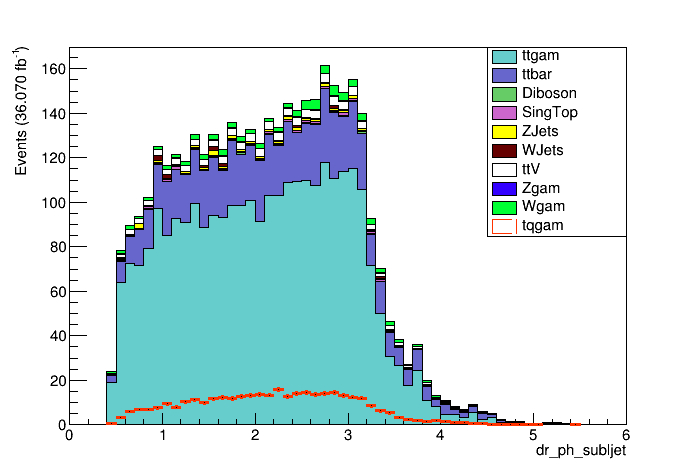 Events (36.070 fb⁻¹)
160
140
120
100
80
60
40
20
0
0 1 2 3 4 5 6
dr_ph_subljet
ttgam
ttbar
Diboson
SingTop
ZJets
WJets
ttV
Zgam
Wgam
tqgam